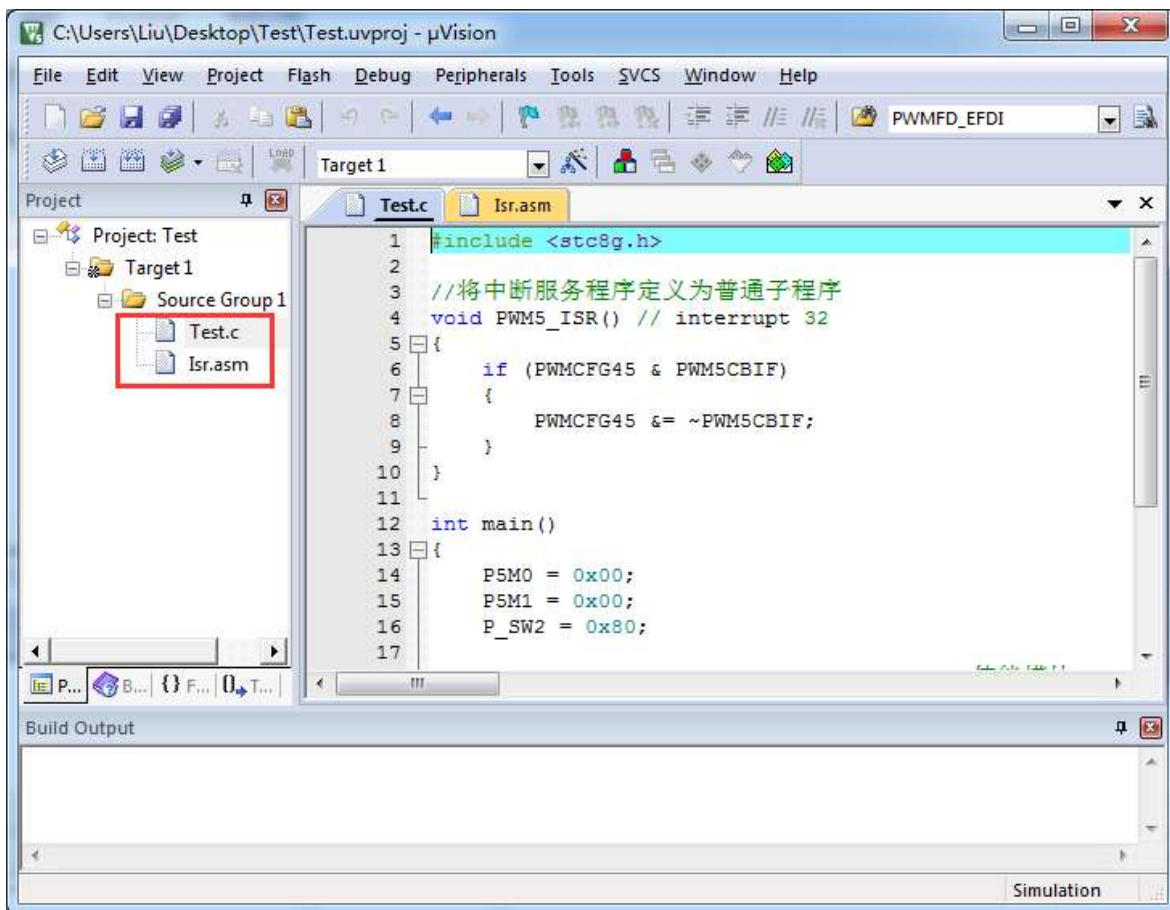 C:\Users\Liu\Desktop\Test\Test.uvproj - µVision
File Edit View Project Flash Debug Peripherals Tools SVCS Window Help
PWMFD_EFDI
LOAD Target 1
Project
Test.c Isr.asm
Project: Test
Target 1
Source Group 1
Test.c
Isr.asm
1 #include <stc8g.h>
2
3 //将中断服务程序定义为普通子程序
4 void PWM5_ISR() // interrupt 32
5 {
6 if (PWMCFG45 & PWM5CBIF)
7 {
8 PWMCFG45 &= ~PWM5CBIF;
9 }
10 }
11
12 int main()
13 {
14 P5M0 = 0x00;
15 P5M1 = 0x00;
16 P_SW2 = 0x80;
17
P... B... {} F... 0 T...
Build Output
Simulation